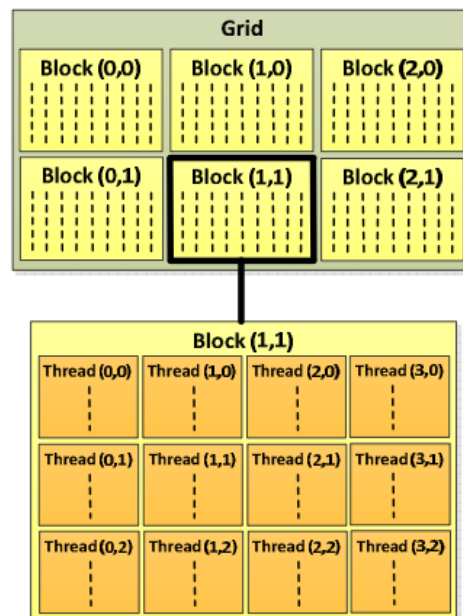 Grid
Block (0,0) Block (1,0) Block (2,0)
Block (0,1) Block (1,1) Block (2,1)
Block (1,1)
Thread (0,0) Thread (1,0) Thread (2,0) Thread (3,0)
Thread (0,1) Thread (1,1) Thread (2,1) Thread (3,1)
Thread (0,2) Thread (1,2) Thread (2,2) Thread (3,2)